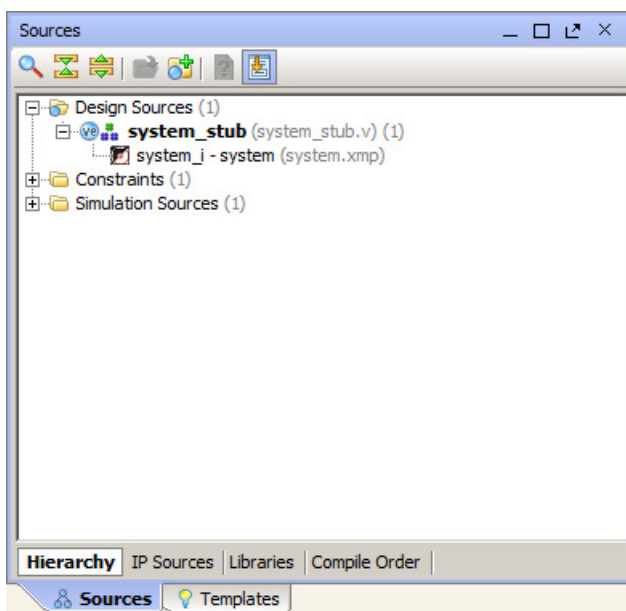 Sources
Design Sources (1)
system_stub (system_stub.v) (1)
system_i - system (system.xmp)
Constraints (1)
Simulation Sources (1)
Hierarchy IP Sources Libraries Compile Order
Sources Templates